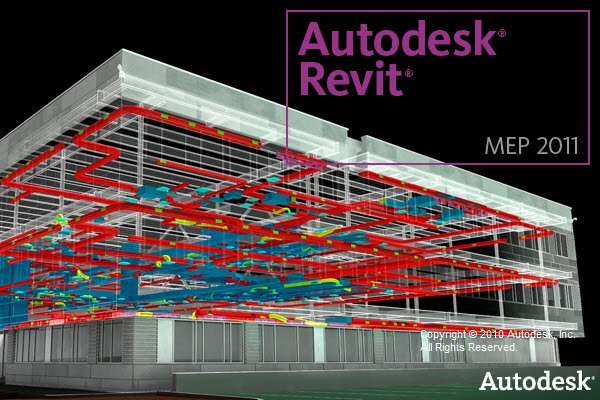 Autodesk®
Revit®
MEP 2011
Copyright © 2010 Autodesk, Inc.
All Rights Reserved.
Autodesk®